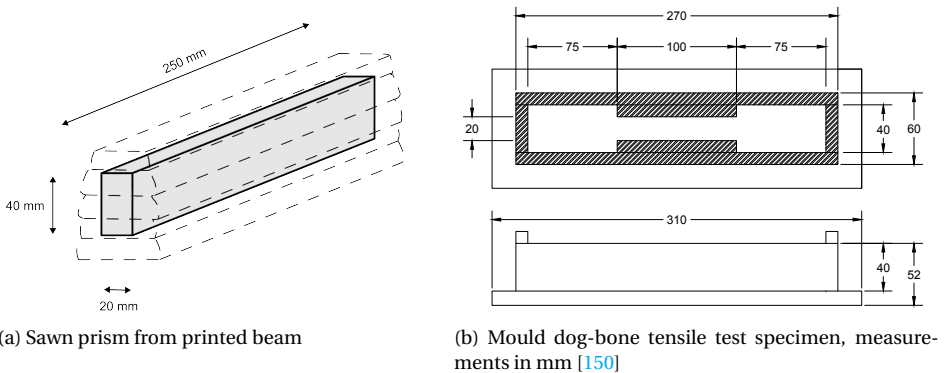 250 mm
40 mm
20 mm
(a) Sawn prism from printed beam
270
75
100
75
20
40
60
310
40
52
(b) Mould dog-bone tensile test specimen, measure-
ments in mm [150]